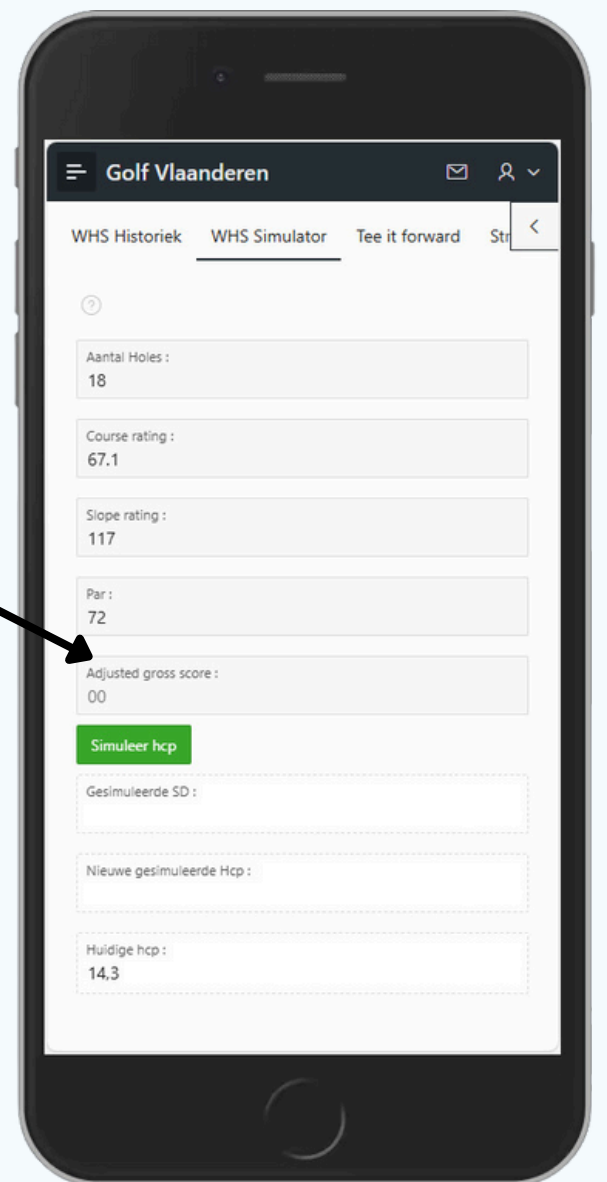 Golf Vlaanderen
WHS Historiek WHS Simulator Tee it forward Str
Aantal Holes :
18
Course rating :
67.1
Slope rating :
117
Par :
72
Adjusted gross score :
00
Simuleer hcp
Gesimuleerde SD :
Nieuwe gesimuleerde Hcp :
Huidige hcp :
14,3